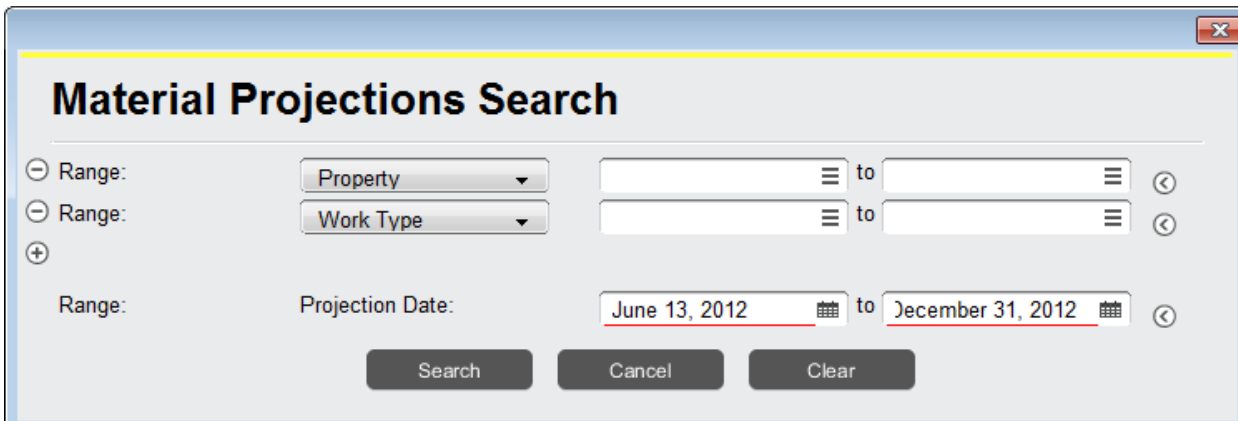 Material Projections Search
Range: Property to
Range: Work Type to
Range: Projection Date: June 13, 2012 to December 31, 2012
Search Cancel Clear